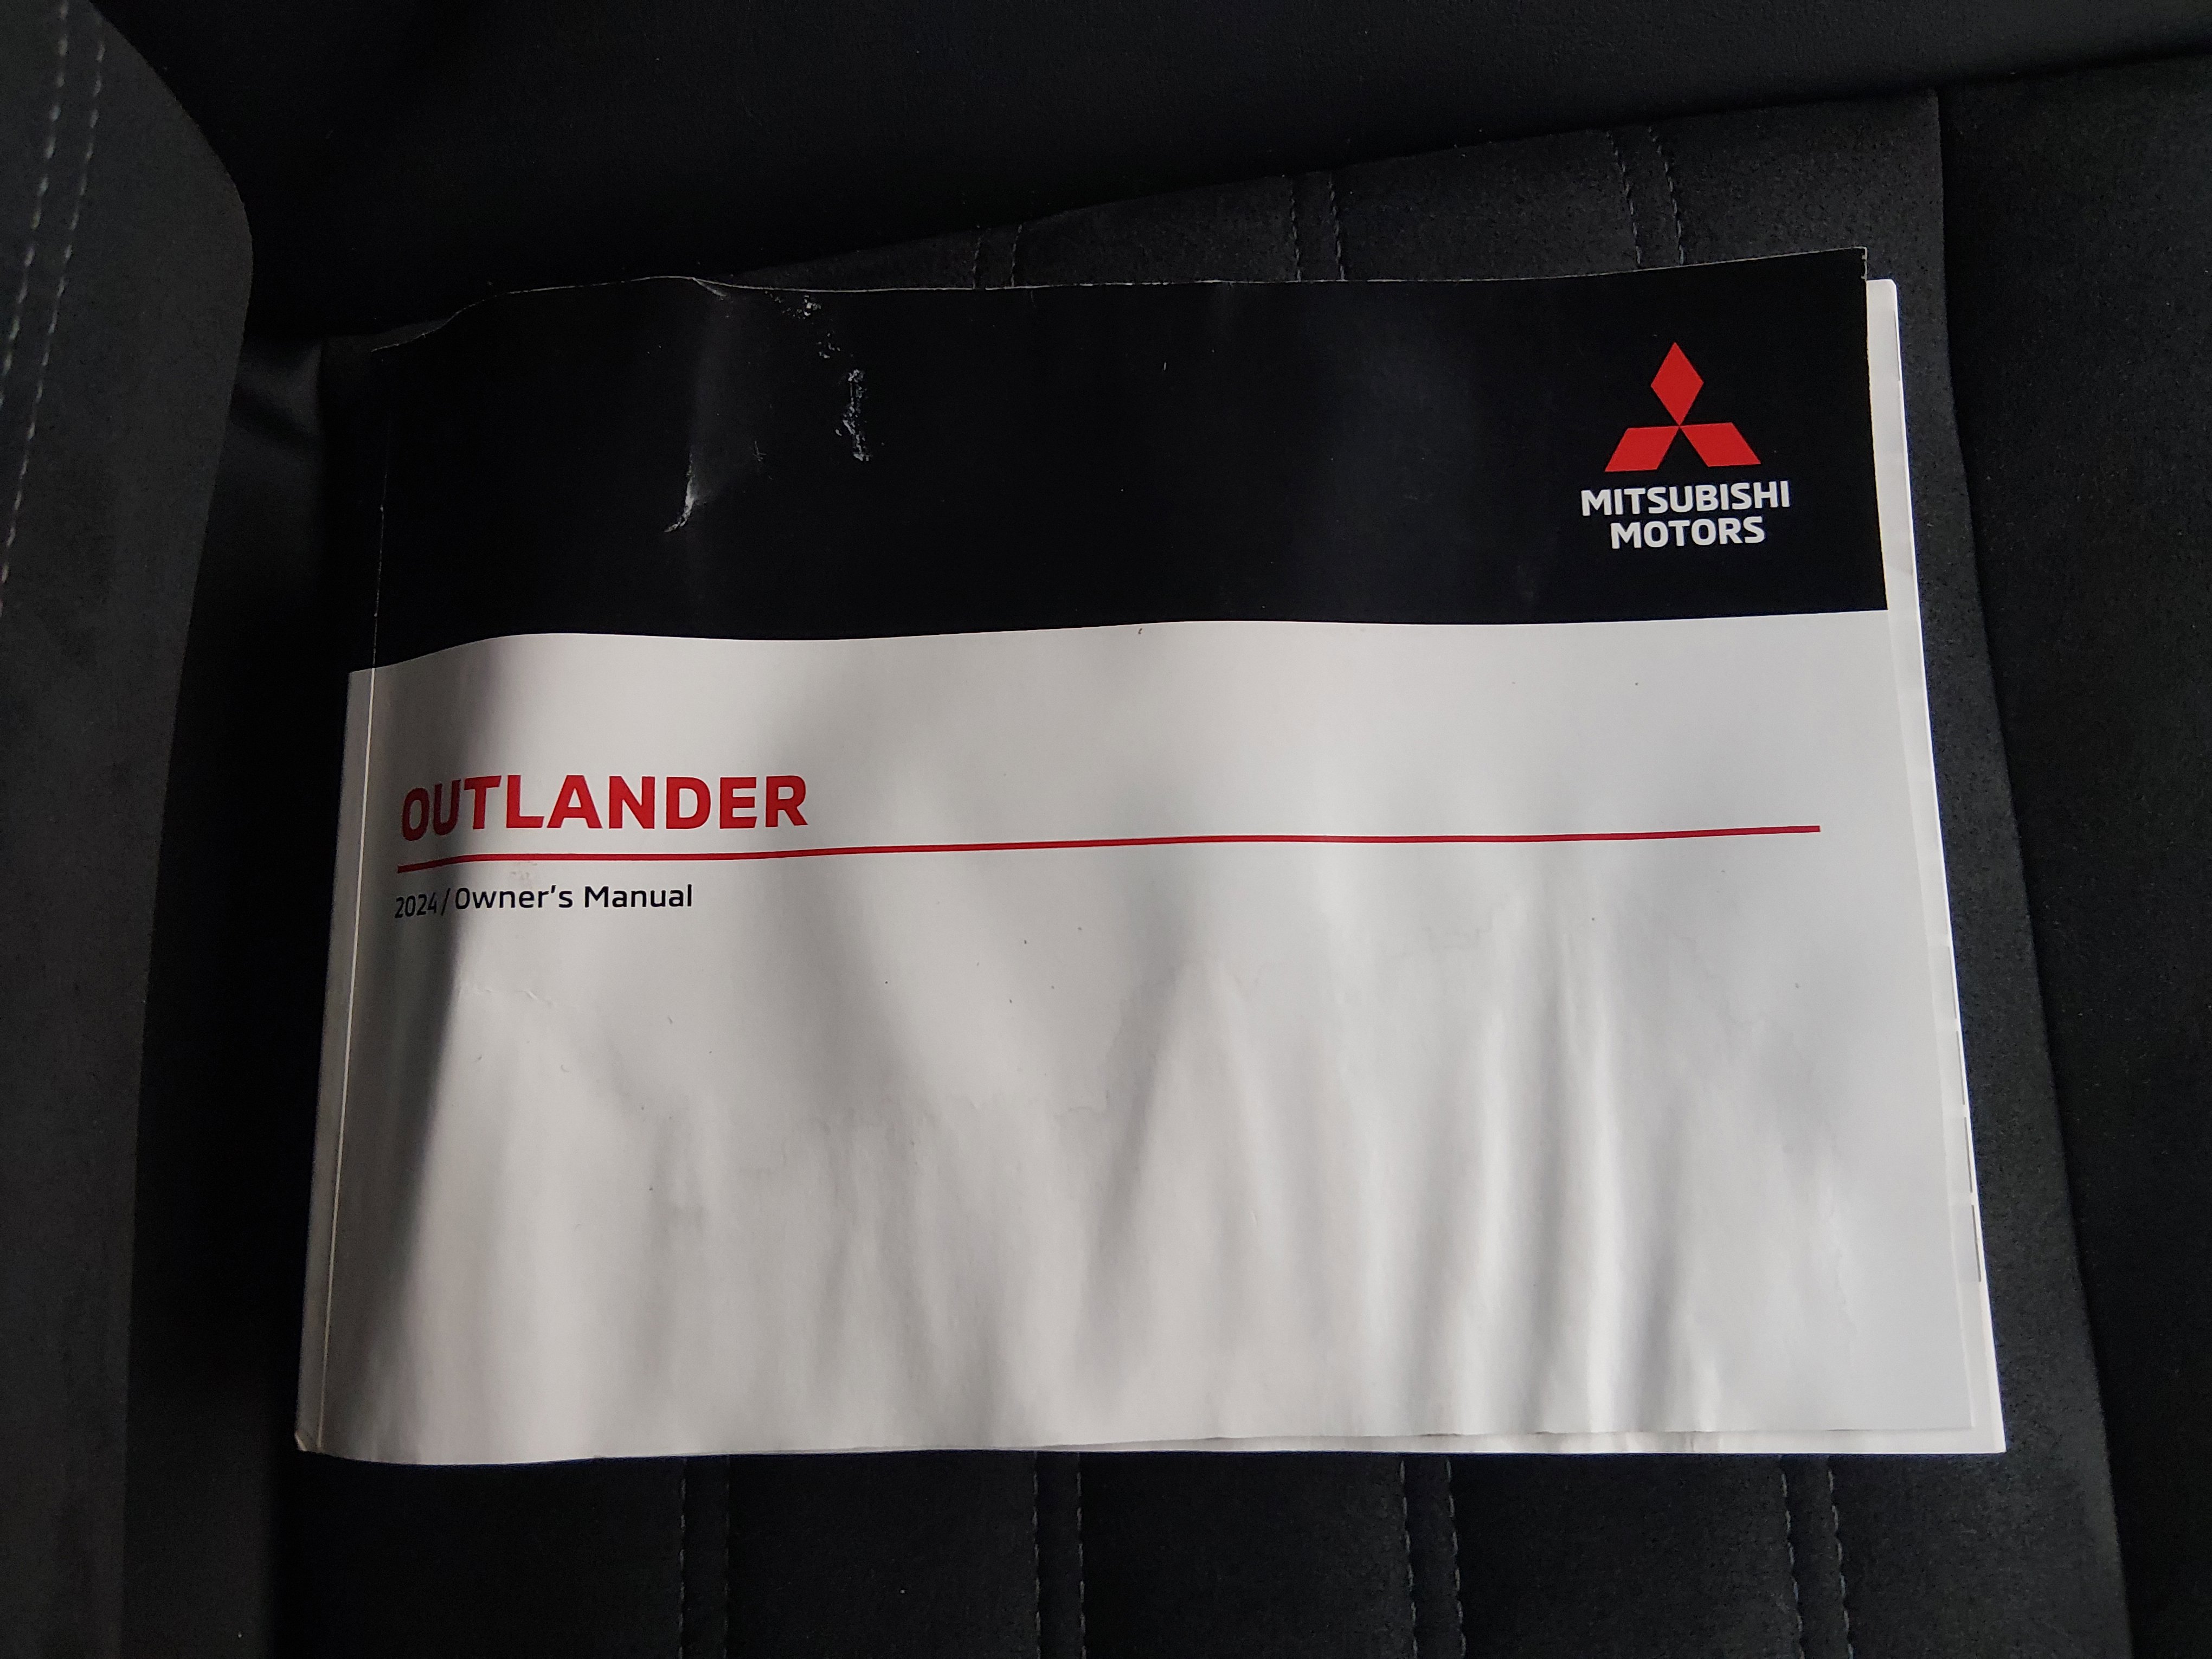 MITSUBISHI
MOTORS
OUTLANDER
2024 / Owner's Manual